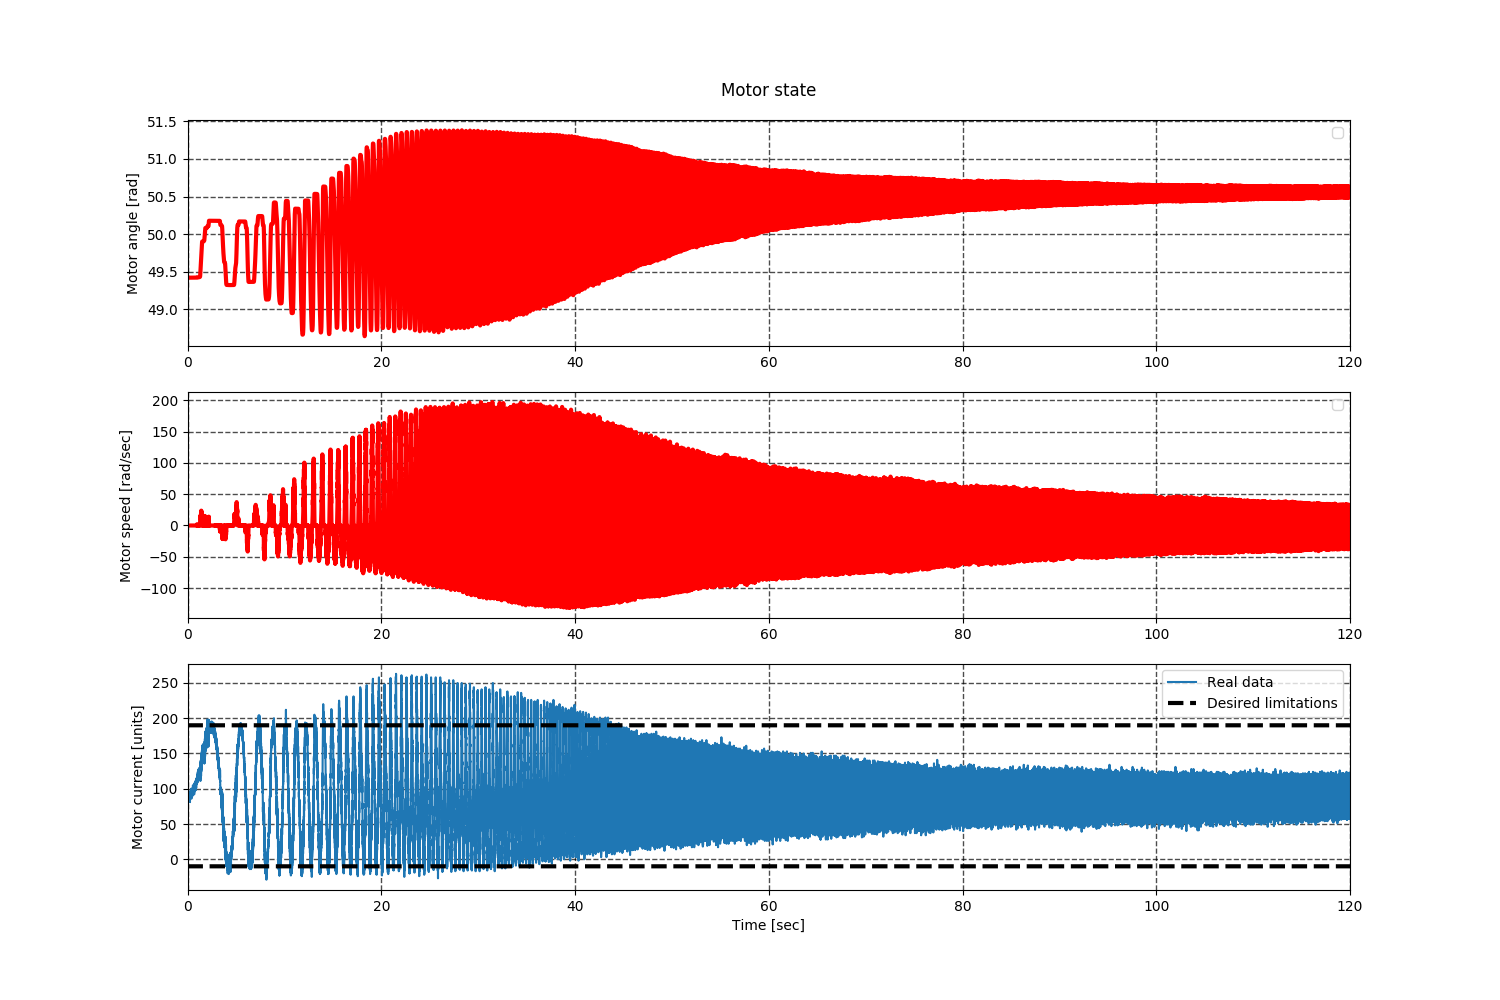 Motor state
Motor angle [rad]
51.5
51.0
50.5
50.0
49.5
49.0
0 20 40 60 80 100 120
Motor speed [rad/sec]
200
150
100
50
0
−50
−100
0 20 40 60 80 100 120
Motor current [units]
250
200
150
100
50
0
Real data
Desired limitations
0 20 40 60 80 100 120
Time [sec]